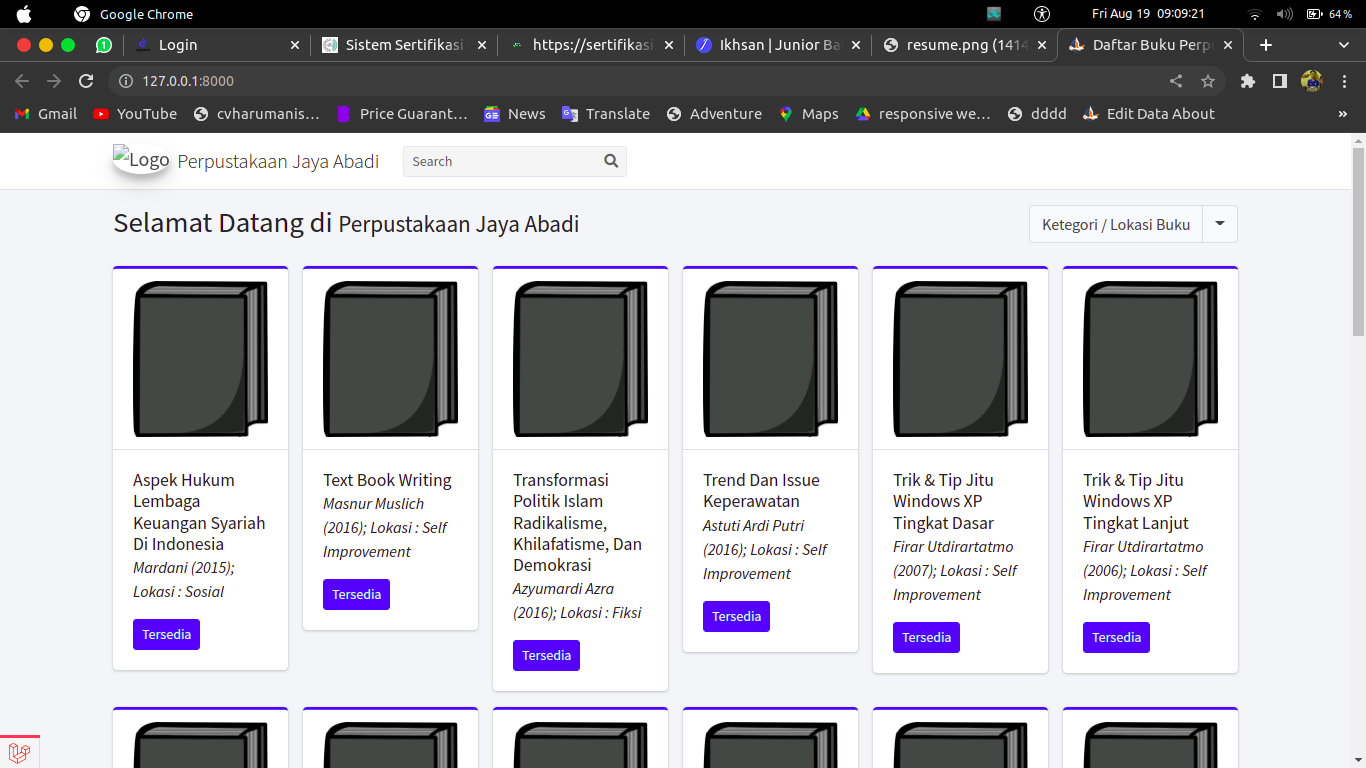 Google Chrome
Fri Aug 19 09:09:21
64 %
1
Login
Sistem Sertifikasi
https://sertifikasi
Ikhsan | Junior Ba
resume.png (1414
Daftar Buku Perpu
127.0.0.1:8000
Gmail
YouTube
cvharumanis…
Price Guarant…
News
Translate
Adventure
Maps
responsive we…
dddd
Edit Data About
»
Logo
Perpustakaan Jaya Abadi
Search
Selamat Datang di Perpustakaan Jaya Abadi
Ketegori / Lokasi Buku
Aspek Hukum
Lembaga
Keuangan Syariah
Di Indonesia
Mardani (2015);
Lokasi : Sosial
Tersedia
Text Book Writing
Masnur Muslich
(2016); Lokasi : Self
Improvement
Tersedia
Transformasi
Politik Islam
Radikalisme,
Khilafatisme, Dan
Demokrasi
Azyumardi Azra
(2016); Lokasi : Fiksi
Tersedia
Trend Dan Issue
Keperawatan
Astuti Ardi Putri
(2016); Lokasi : Self
Improvement
Tersedia
Trik & Tip Jitu
Windows XP
Tingkat Dasar
Firar Utdirartatmo
(2007); Lokasi : Self
Improvement
Tersedia
Trik & Tip Jitu
Windows XP
Tingkat Lanjut
Firar Utdirartatmo
(2006); Lokasi : Self
Improvement
Tersedia